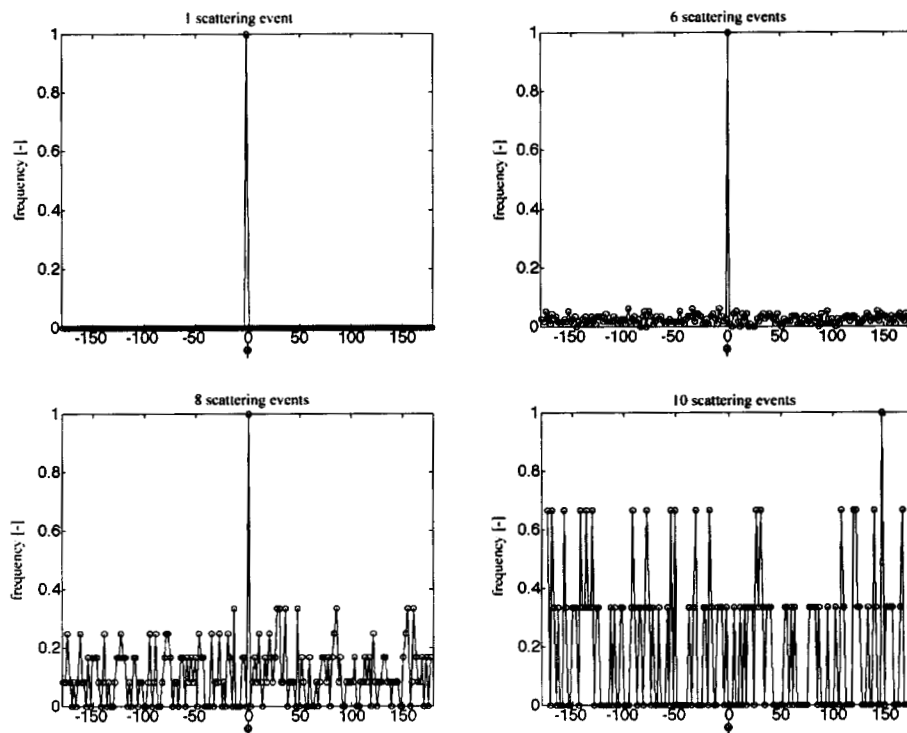 1 scattering event
frequency [-]
1
0.8
0.6
0.4
0.2
0
-150 -100 -50 0 50 100 150
ϕ
6 scattering events
frequency [-]
1
0.8
0.6
0.4
0.2
0
-150 -100 -50 0 50 100 150
ϕ
8 scattering events
frequency [-]
1
0.8
0.6
0.4
0.2
0
-150 -100 -50 0 50 100 150
ϕ
10 scattering events
frequency [-]
1
0.8
0.6
0.4
0.2
0
-150 -100 -50 0 50 100 150
ϕ